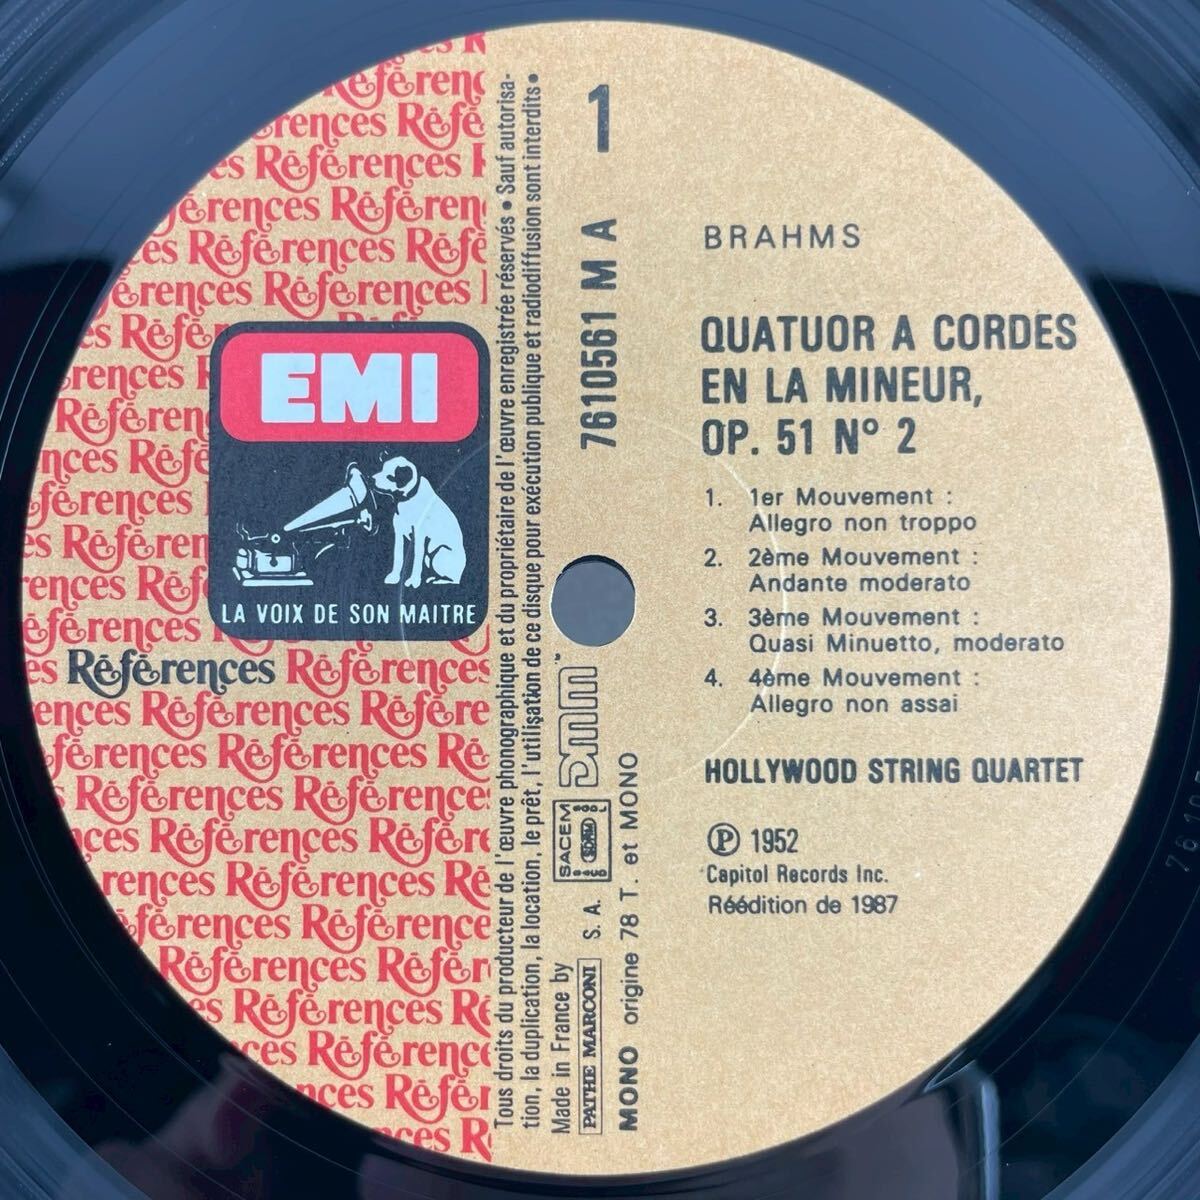 1
7610561 M A
BRAHMS
QUATUOR A CORDES
EN LA MINEUR,
OP. 51 N° 2
1. 1er Mouvement :
Allegro non troppo
2. 2ème Mouvement :
Andante moderato
3. 3ème Mouvement :
Quasi Minuetto, moderato
4. 4ème Mouvement :
Allegro non assai
HOLLYWOOD STRING QUARTET
℗ 1952
Capitol Records Inc.
Réédition de 1987
EMI
LA VOIX DE SON MAITRE
Références
Références Références
Tous droits du producteur de l'œuvre phonographique et du propriétaire de l'œuvre enregistrée réservés • Sauf autorisa-
tion, la duplication, la location, le prêt, l'utilisation de ce disque pour exécution publique et radiodiffusion sont interdits •
Made in France by
PATHE MARCONI S. A.
SACEM
DMM™
MONO origine 78 T. et MONO